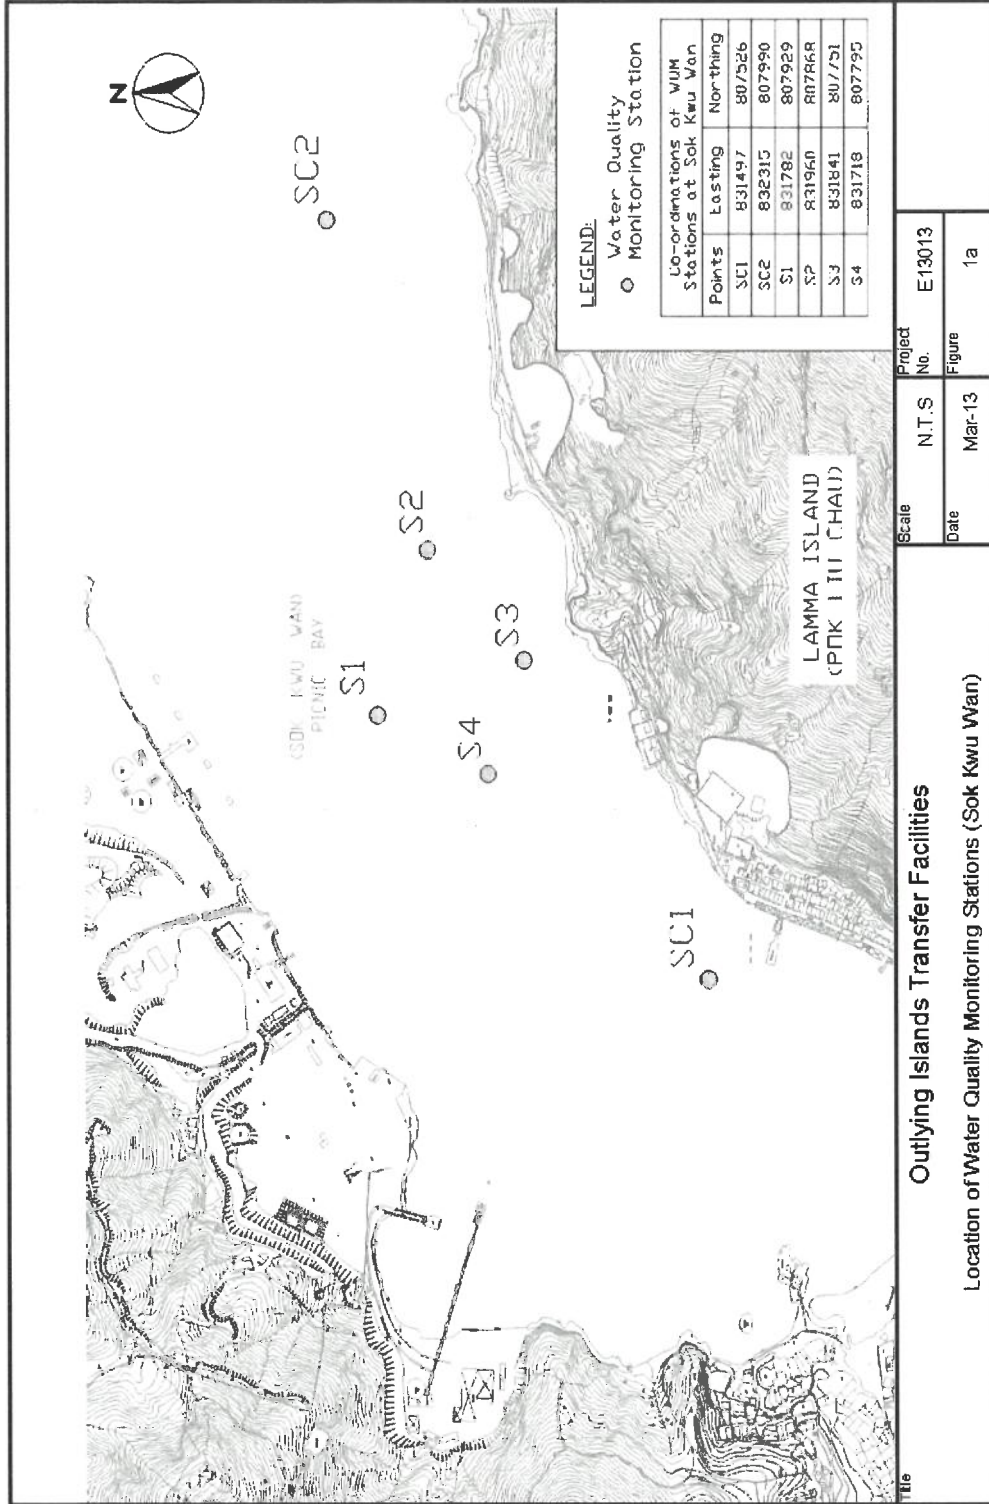 N
SC2
(SOK KWU WAN)
PICNIC BAY
S1
S2
S3
S4
SC1
LAMMA ISLAND
LEGEND:
Water Quality
Monitoring Station
Co-ordinations of WQM
Stations at Sok Kwu Wan
Points Easting Northing
SC1 831497 807526
SC2 832315 807990
S1 831782 807929
S2 831960 807868
S3 831841 807751
S4 831718 807795
Title
Outlying Islands Transfer Facilities
Location of Water Quality Monitoring Stations (Sok Kwu Wan)
Scale N.T.S
Project No. E13013
Date Mar-13
Figure 1a